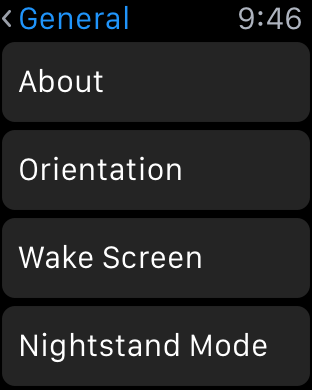 General 9:46
About
Orientation
Wake Screen
Nightstand Mode